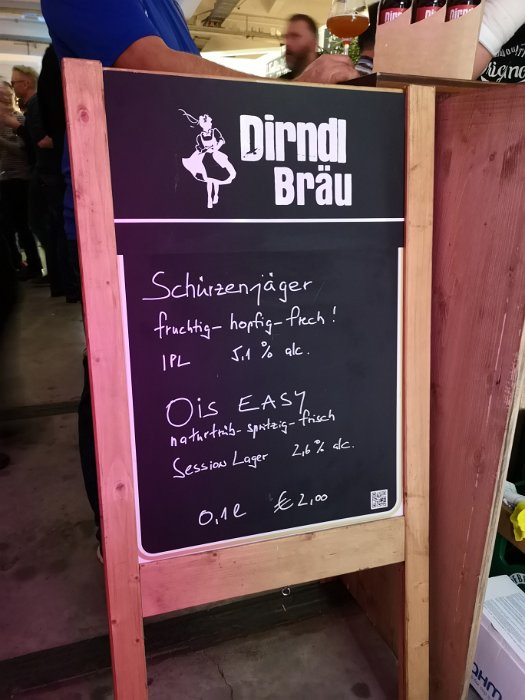 Dirndl
Bräu
Schürzenjäger
fruchtig-hopfig-frech!
IPL 5,1 % alc.
Ois EASY
naturtrüb-spritzig-frisch
Session Lager 2,6% alc.
0,1 l € 2,00